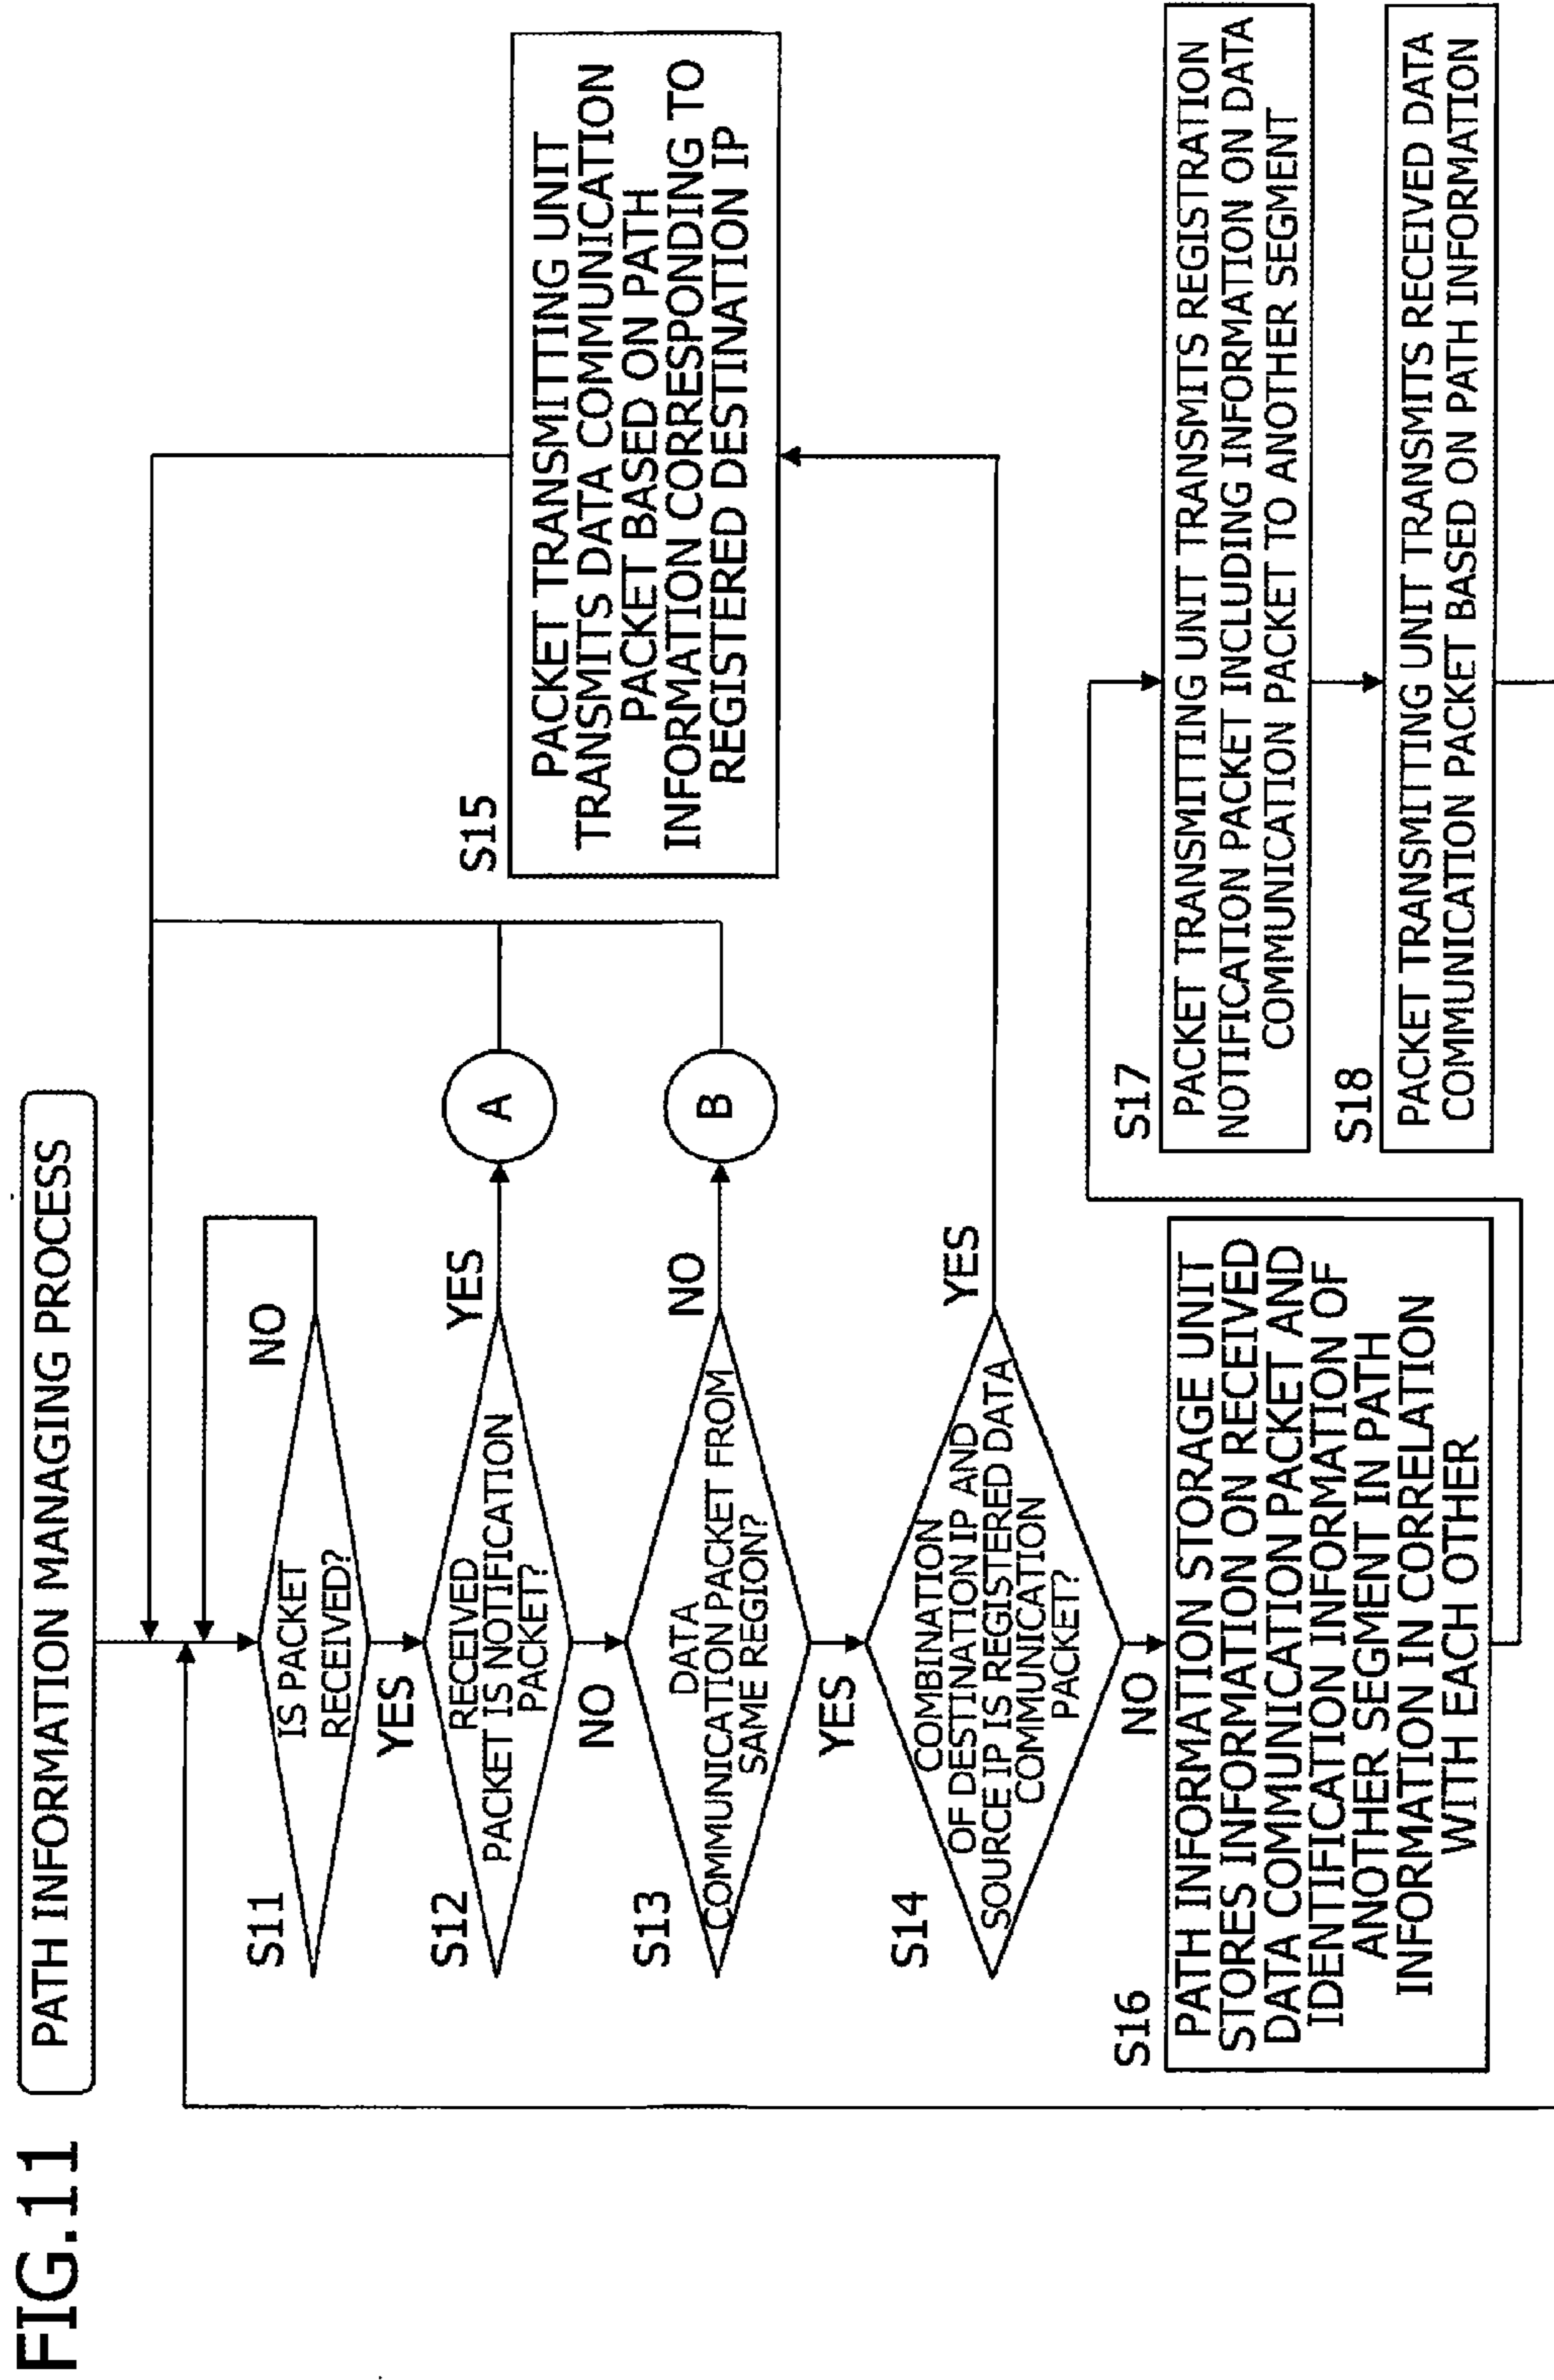 FIG.11
PATH INFORMATION MANAGING PROCESS
S11
IS PACKET
RECEIVED?
NO
YES
S12
RECEIVED
PACKET IS NOTIFICATION
PACKET?
YES
A
NO
S13
DATA
COMMUNICATION PACKET FROM
SAME REGION?
NO
B
YES
S14
COMBINATION
OF DESTINATION IP AND
SOURCE IP IS REGISTERED DATA
COMMUNICATION
PACKET?
YES
NO
S15
PACKET TRANSMITTING UNIT
TRANSMITS DATA COMMUNICATION
PACKET BASED ON PATH
INFORMATION CORRESPONDING TO
REGISTERED DESTINATION IP
S16
PATH INFORMATION STORAGE UNIT
STORES INFORMATION ON RECEIVED
DATA COMMUNICATION PACKET AND
IDENTIFICATION INFORMATION OF
ANOTHER SEGMENT IN PATH
INFORMATION IN CORRELATION
WITH EACH OTHER
S17
PACKET TRANSMITTING UNIT TRANSMITS REGISTRATION
NOTIFICATION PACKET INCLUDING INFORMATION ON DATA
COMMUNICATION PACKET TO ANOTHER SEGMENT
S18
PACKET TRANSMITTING UNIT TRANSMITS RECEIVED DATA
COMMUNICATION PACKET BASED ON PATH INFORMATION